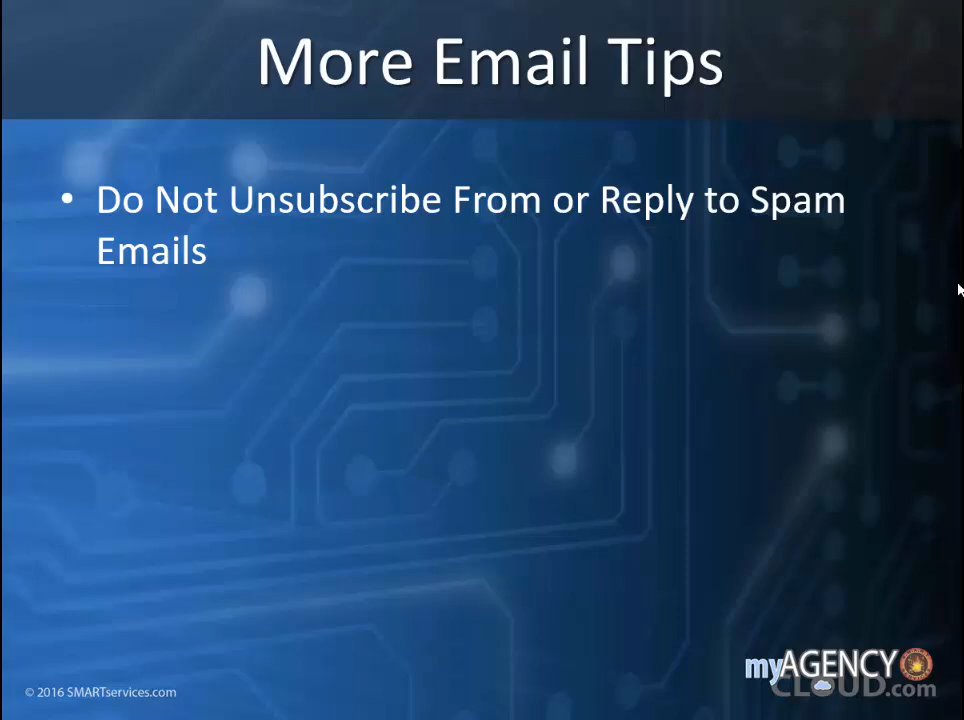 More Email Tips
• Do Not Unsubscribe From or Reply to Spam
Emails
myAGENCY
CLOUD.com
© 2016 SMARTservices.com